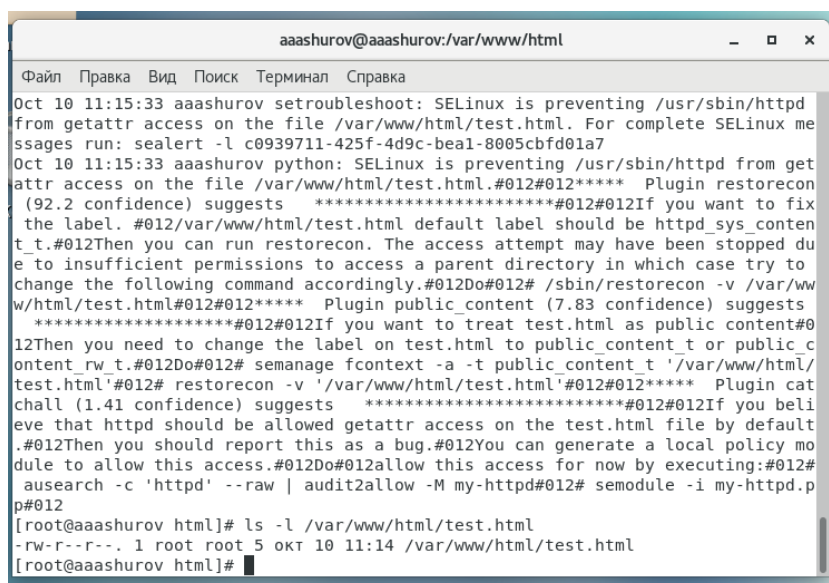 aaashurov@aaashurov:/var/www/html
Файл Правка Вид Поиск Терминал Справка
Oct 10 11:15:33 aaashurov setroubleshoot: SELinux is preventing /usr/sbin/httpd
from getattr access on the file /var/www/html/test.html. For complete SELinux me
ssages run: sealert -l c0939711-425f-4d9c-bea1-8005cbfd01a7
Oct 10 11:15:33 aaashurov python: SELinux is preventing /usr/sbin/httpd from get
attr access on the file /var/www/html/test.html.#012#012*****  Plugin restorecon
 (92.2 confidence) suggests   ************************#012#012If you want to fix
 the label. #012/var/www/html/test.html default label should be httpd_sys_conten
t_t.#012Then you can run restorecon. The access attempt may have been stopped du
e to insufficient permissions to access a parent directory in which case try to
change the following command accordingly.#012Do#012# /sbin/restorecon -v /var/ww
w/html/test.html#012#012*****  Plugin public_content (7.83 confidence) suggests
  ********************#012#012If you want to treat test.html as public content#0
12Then you need to change the label on test.html to public_content_t or public_c
ontent_rw_t.#012Do#012# semanage fcontext -a -t public_content_t '/var/www/html/
test.html'#012# restorecon -v '/var/www/html/test.html'#012#012*****  Plugin cat
chall (1.41 confidence) suggests   **************************#012#012If you beli
eve that httpd should be allowed getattr access on the test.html file by default
.#012Then you should report this as a bug.#012You can generate a local policy mo
dule to allow this access.#012Do#012allow this access for now by executing:#012#
 ausearch -c 'httpd' --raw | audit2allow -M my-httpd#012# semodule -i my-httpd.p
p#012
[root@aaashurov html]# ls -l /var/www/html/test.html
-rw-r--r--. 1 root root 5 окт 10 11:14 /var/www/html/test.html
[root@aaashurov html]#